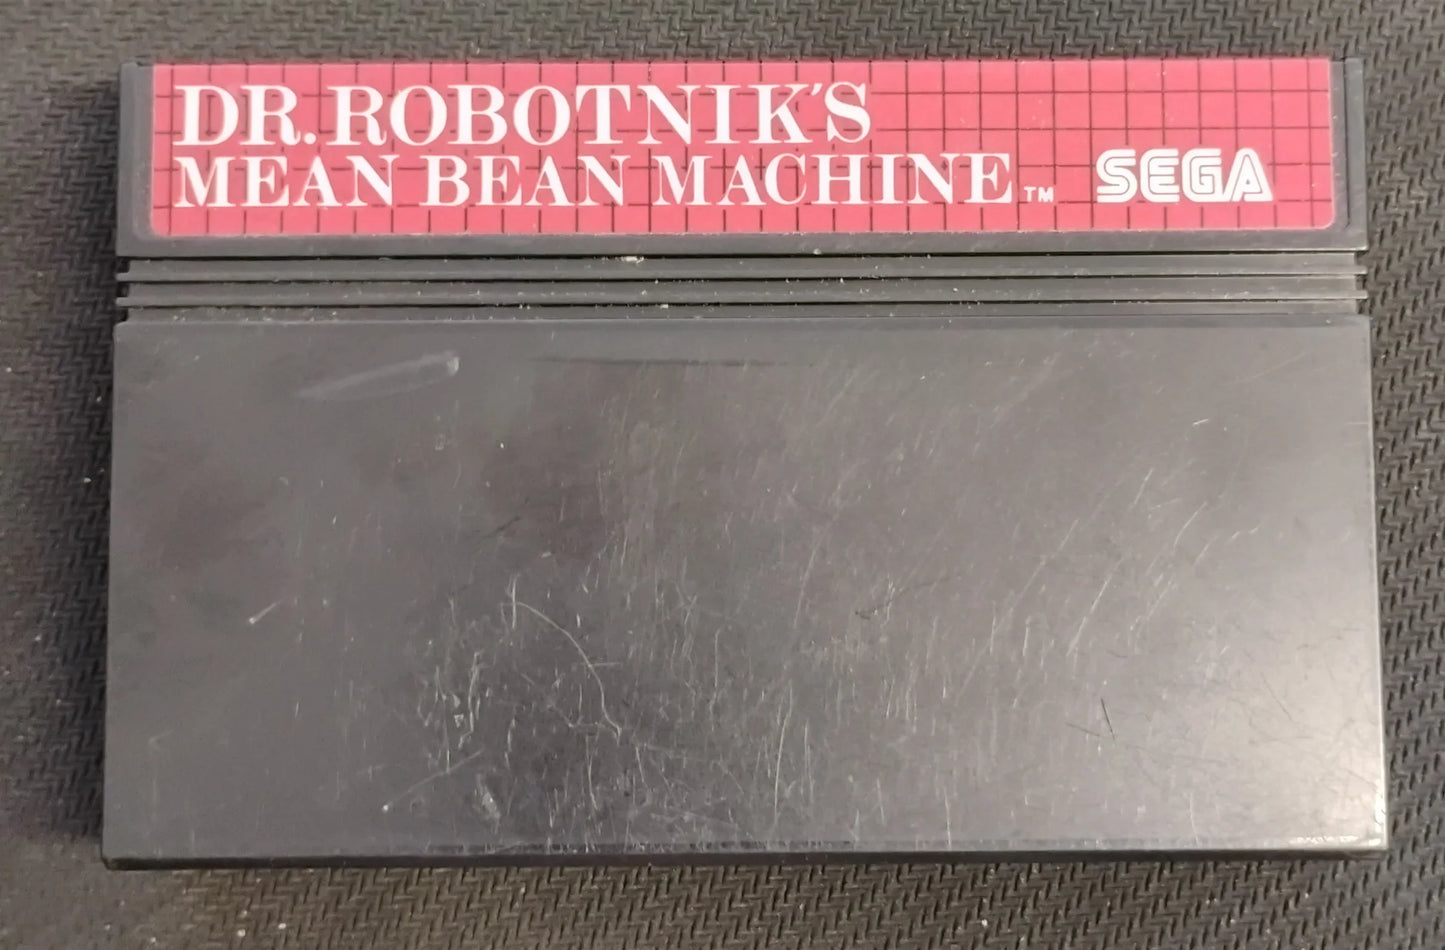 DR. ROBOTNIK'S
MEAN BEAN MACHINE™
SEGA